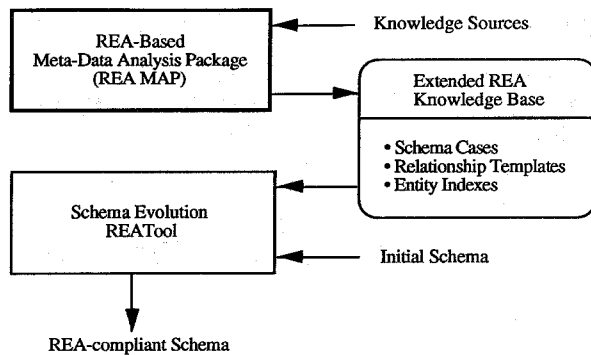 REA-Based
Meta-Data Analysis Package
(REA MAP)
Knowledge Sources
Extended REA
Knowledge Base
• Schema Cases
• Relationship Templates
• Entity Indexes
Schema Evolution
REATool
Initial Schema
REA-compliant Schema